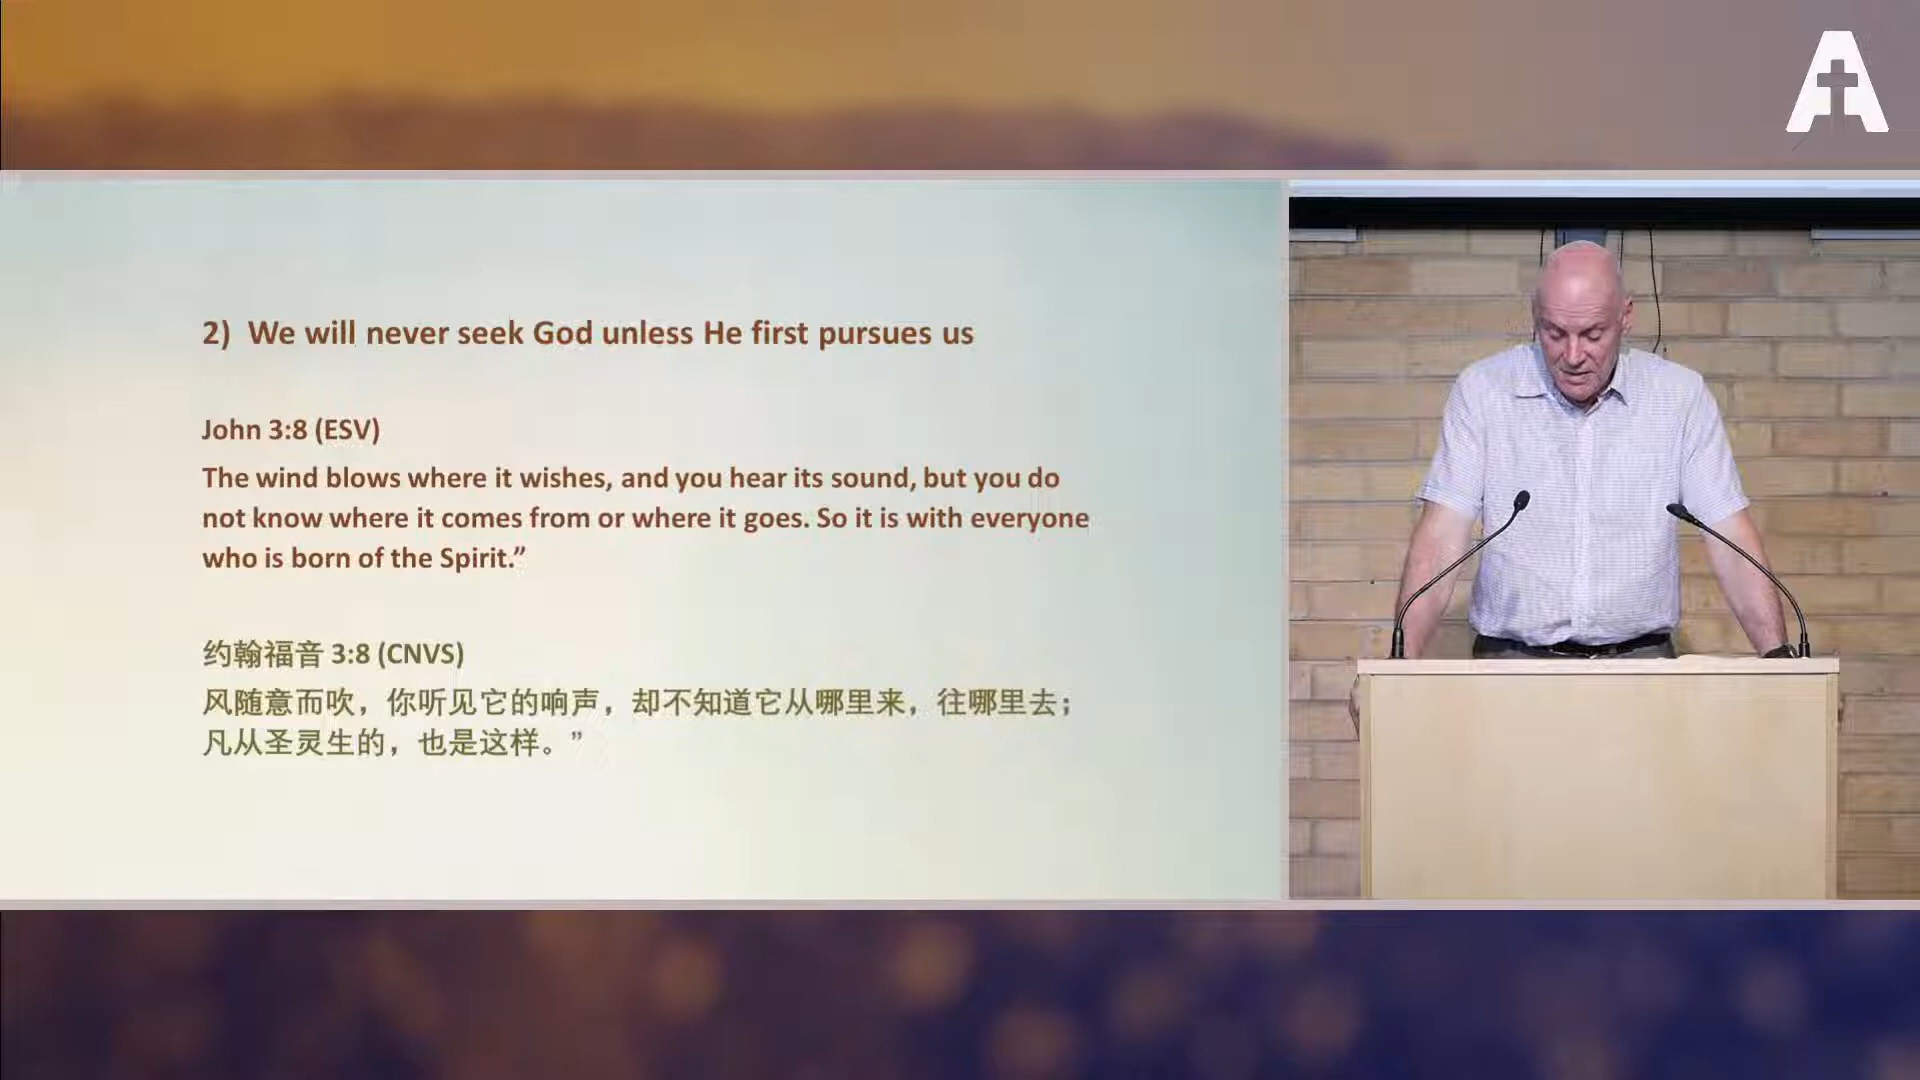 2) We will never seek God unless He first pursues us
John 3:8 (ESV)
The wind blows where it wishes, and you hear its sound, but you do
not know where it comes from or where it goes. So it is with everyone
who is born of the Spirit.”
约翰福音 3:8 (CNVS)
风随意而吹，你听见它的响声，却不知道它从哪里来，往哪里去；
凡从圣灵生的，也是这样。”
A